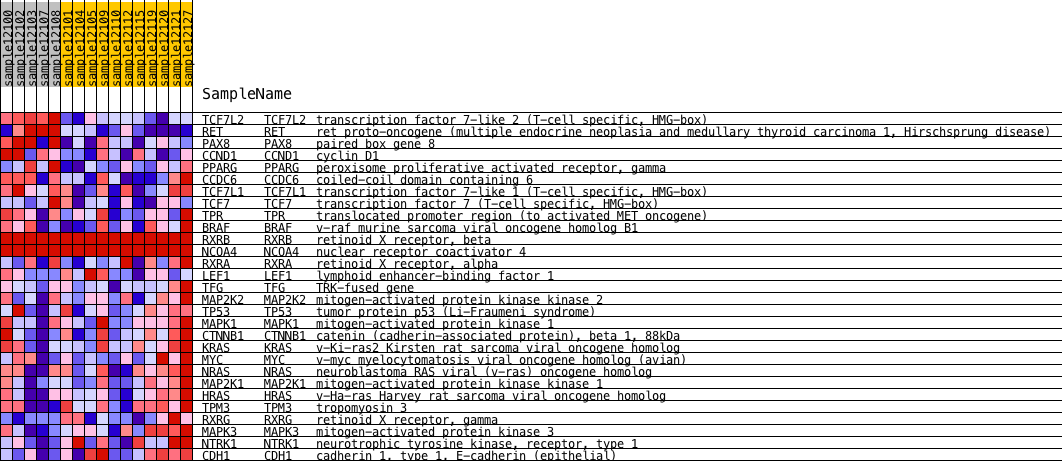 sample12100
sample12102
sample12103
sample12107
sample12108
sample12101
sample12104
sample12105
sample12109
sample12110
sample12112
sample12115
sample12119
sample12120
sample12121
sample12127
SampleName
TCF7L2 TCF7L2 transcription factor 7-like 2 (T-cell specific, HMG-box)
RET RET ret proto-oncogene (multiple endocrine neoplasia and medullary thyroid carcinoma 1, Hirschsprung disease)
PAX8 PAX8 paired box gene 8
CCND1 CCND1 cyclin D1
PPARG PPARG peroxisome proliferative activated receptor, gamma
CCDC6 CCDC6 coiled-coil domain containing 6
TCF7L1 TCF7L1 transcription factor 7-like 1 (T-cell specific, HMG-box)
TCF7 TCF7 transcription factor 7 (T-cell specific, HMG-box)
TPR TPR translocated promoter region (to activated MET oncogene)
BRAF BRAF v-raf murine sarcoma viral oncogene homolog B1
RXRB RXRB retinoid X receptor, beta
NCOA4 NCOA4 nuclear receptor coactivator 4
RXRA RXRA retinoid X receptor, alpha
LEF1 LEF1 lymphoid enhancer-binding factor 1
TFG TFG TRK-fused gene
MAP2K2 MAP2K2 mitogen-activated protein kinase kinase 2
TP53 TP53 tumor protein p53 (Li-Fraumeni syndrome)
MAPK1 MAPK1 mitogen-activated protein kinase 1
CTNNB1 CTNNB1 catenin (cadherin-associated protein), beta 1, 88kDa
KRAS KRAS v-Ki-ras2 Kirsten rat sarcoma viral oncogene homolog
MYC MYC v-myc myelocytomatosis viral oncogene homolog (avian)
NRAS NRAS neuroblastoma RAS viral (v-ras) oncogene homolog
MAP2K1 MAP2K1 mitogen-activated protein kinase kinase 1
HRAS HRAS v-Ha-ras Harvey rat sarcoma viral oncogene homolog
TPM3 TPM3 tropomyosin 3
RXRG RXRG retinoid X receptor, gamma
MAPK3 MAPK3 mitogen-activated protein kinase 3
NTRK1 NTRK1 neurotrophic tyrosine kinase, receptor, type 1
CDH1 CDH1 cadherin 1, type 1, E-cadherin (epithelial)